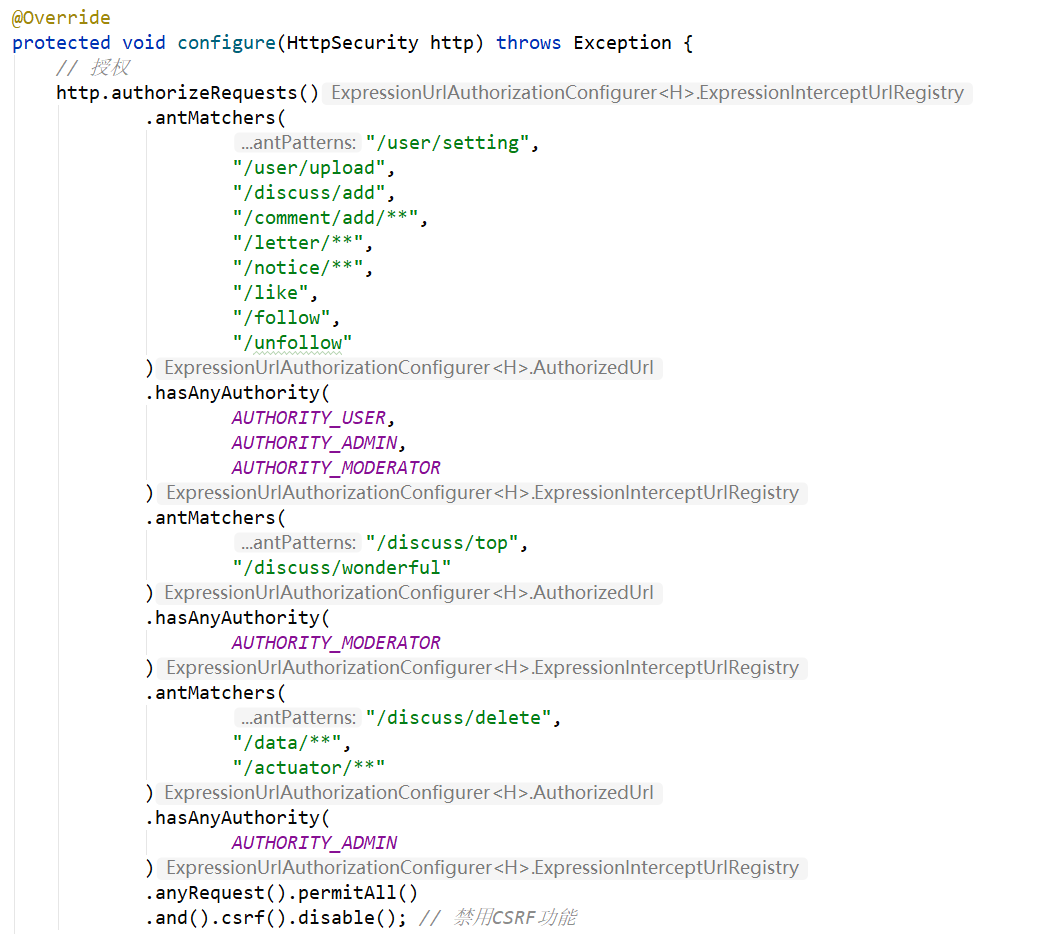 @Override
protected void configure(HttpSecurity http) throws Exception {
// 授权
http.authorizeRequests() ExpressionUrlAuthorizationConfigurer<H>.ExpressionInterceptUrlRegistry
.antMatchers(
...antPatterns: "/user/setting",
"/user/upload",
"/discuss/add",
"/comment/add/**",
"/letter/**",
"/notice/**",
"/like",
"/follow",
"/unfollow"
) ExpressionUrlAuthorizationConfigurer<H>.AuthorizedUrl
.hasAnyAuthority(
AUTHORITY_USER,
AUTHORITY_ADMIN,
AUTHORITY_MODERATOR
) ExpressionUrlAuthorizationConfigurer<H>.ExpressionInterceptUrlRegistry
.antMatchers(
...antPatterns: "/discuss/top",
"/discuss/wonderful"
) ExpressionUrlAuthorizationConfigurer<H>.AuthorizedUrl
.hasAnyAuthority(
AUTHORITY_MODERATOR
) ExpressionUrlAuthorizationConfigurer<H>.ExpressionInterceptUrlRegistry
.antMatchers(
...antPatterns: "/discuss/delete",
"/data/**",
"/actuator/**"
) ExpressionUrlAuthorizationConfigurer<H>.AuthorizedUrl
.hasAnyAuthority(
AUTHORITY_ADMIN
) ExpressionUrlAuthorizationConfigurer<H>.ExpressionInterceptUrlRegistry
.anyRequest().permitAll()
.and().csrf().disable(); // 禁用CSRF功能